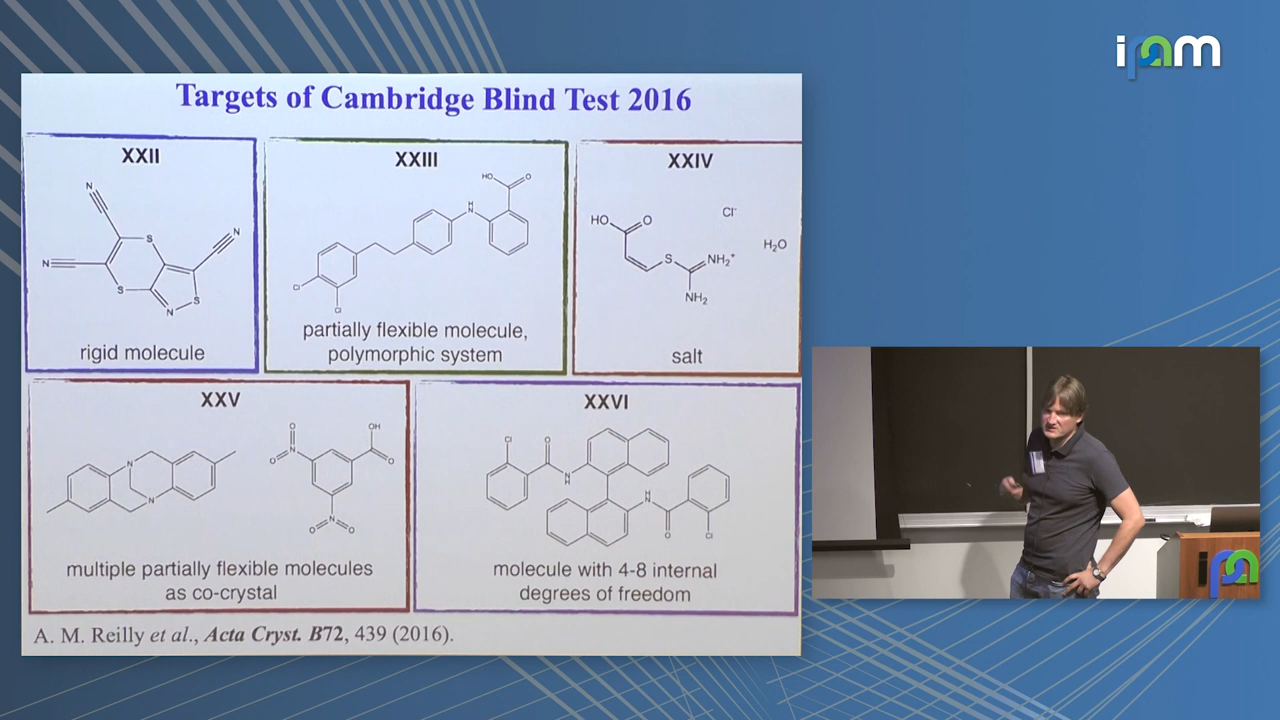 ipam
Targets of Cambridge Blind Test 2016
XXII
N
N
N
S
S
N
S
rigid molecule
XXIII
HO
O
H
N
Cl
Cl
partially flexible molecule,
polymorphic system
XXIV
HO
O
Cl⁻
H₂O
S
NH₂⁺
NH₂
salt
XXV
N
N
O
O
N
OH
O
O
N
O
multiple partially flexible molecules
as co-crystal
XXVI
Cl
O
N
H
H
N
O
Cl
molecule with 4-8 internal
degrees of freedom
A. M. Reilly et al., Acta Cryst. B72, 439 (2016).